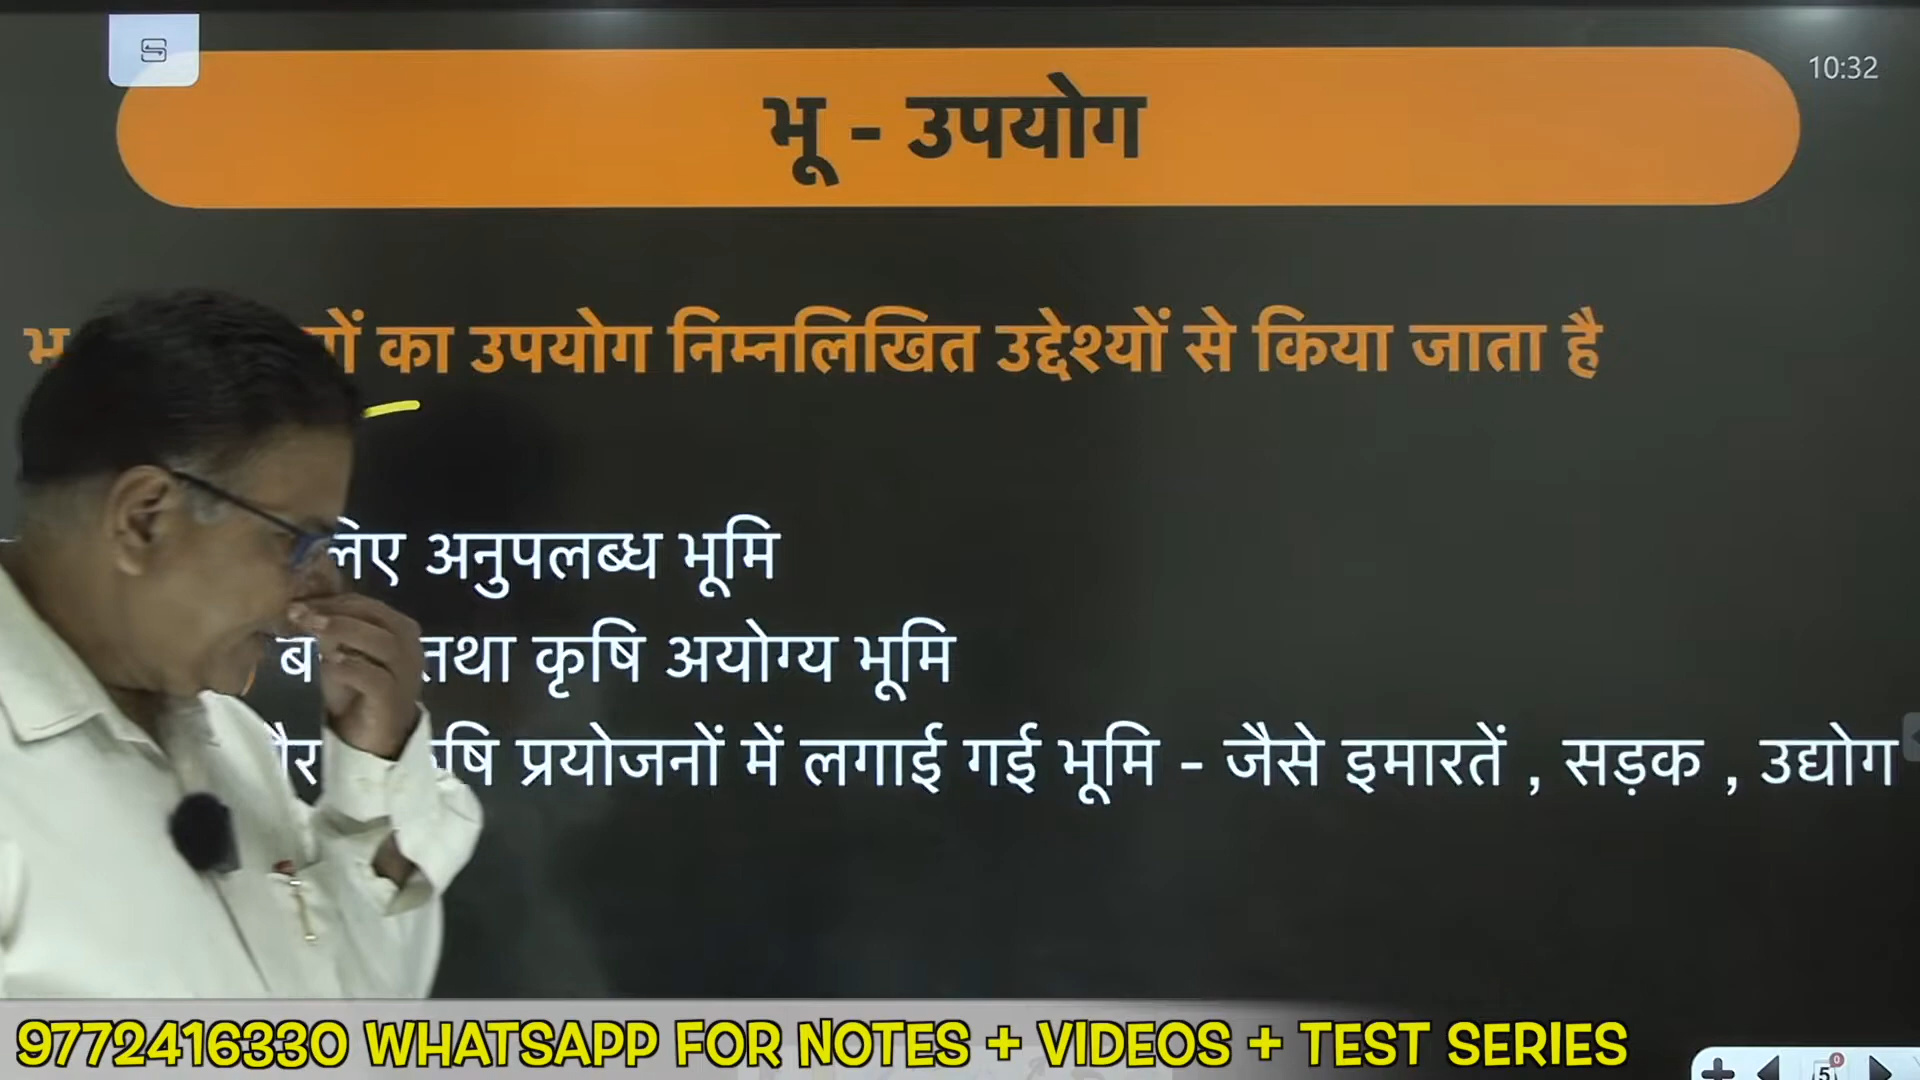 10:32
भू - उपयोग
का उपयोग निम्नलिखित उद्देश्यों से किया जाता है
अनुपलब्ध भूमि
तथा कृषि अयोग्य भूमि
प्रयोजनों में लगाई गई भूमि - जैसे इमारतें , सड़क , उद्योग
9772416330 WHATSAPP FOR NOTES + VIDEOS + TEST SERIES
5